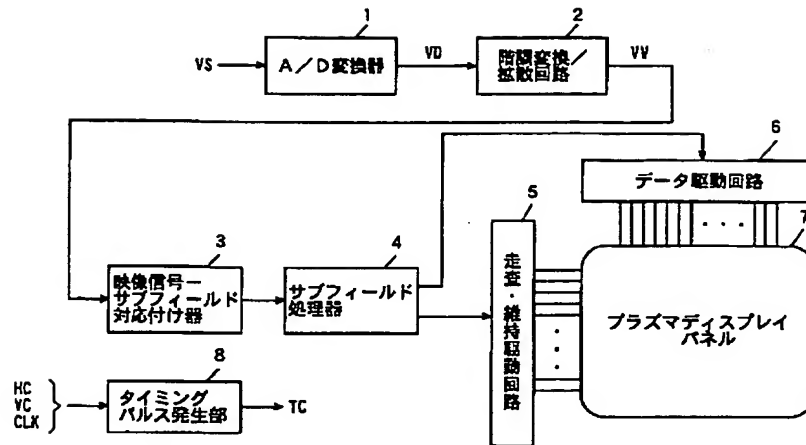 1
2
VS
A/D変換器
VD
階調変換/
拡散回路
VV
6
データ駆動回路
5
7
3
4
映像信号ー
サブフィールド
対応付け器
サブフィールド
処理器
走査・維持駆動回路
プラズマディスプレイ
パネル
8
HC
VC
CLK
タイミング
パルス発生部
TC